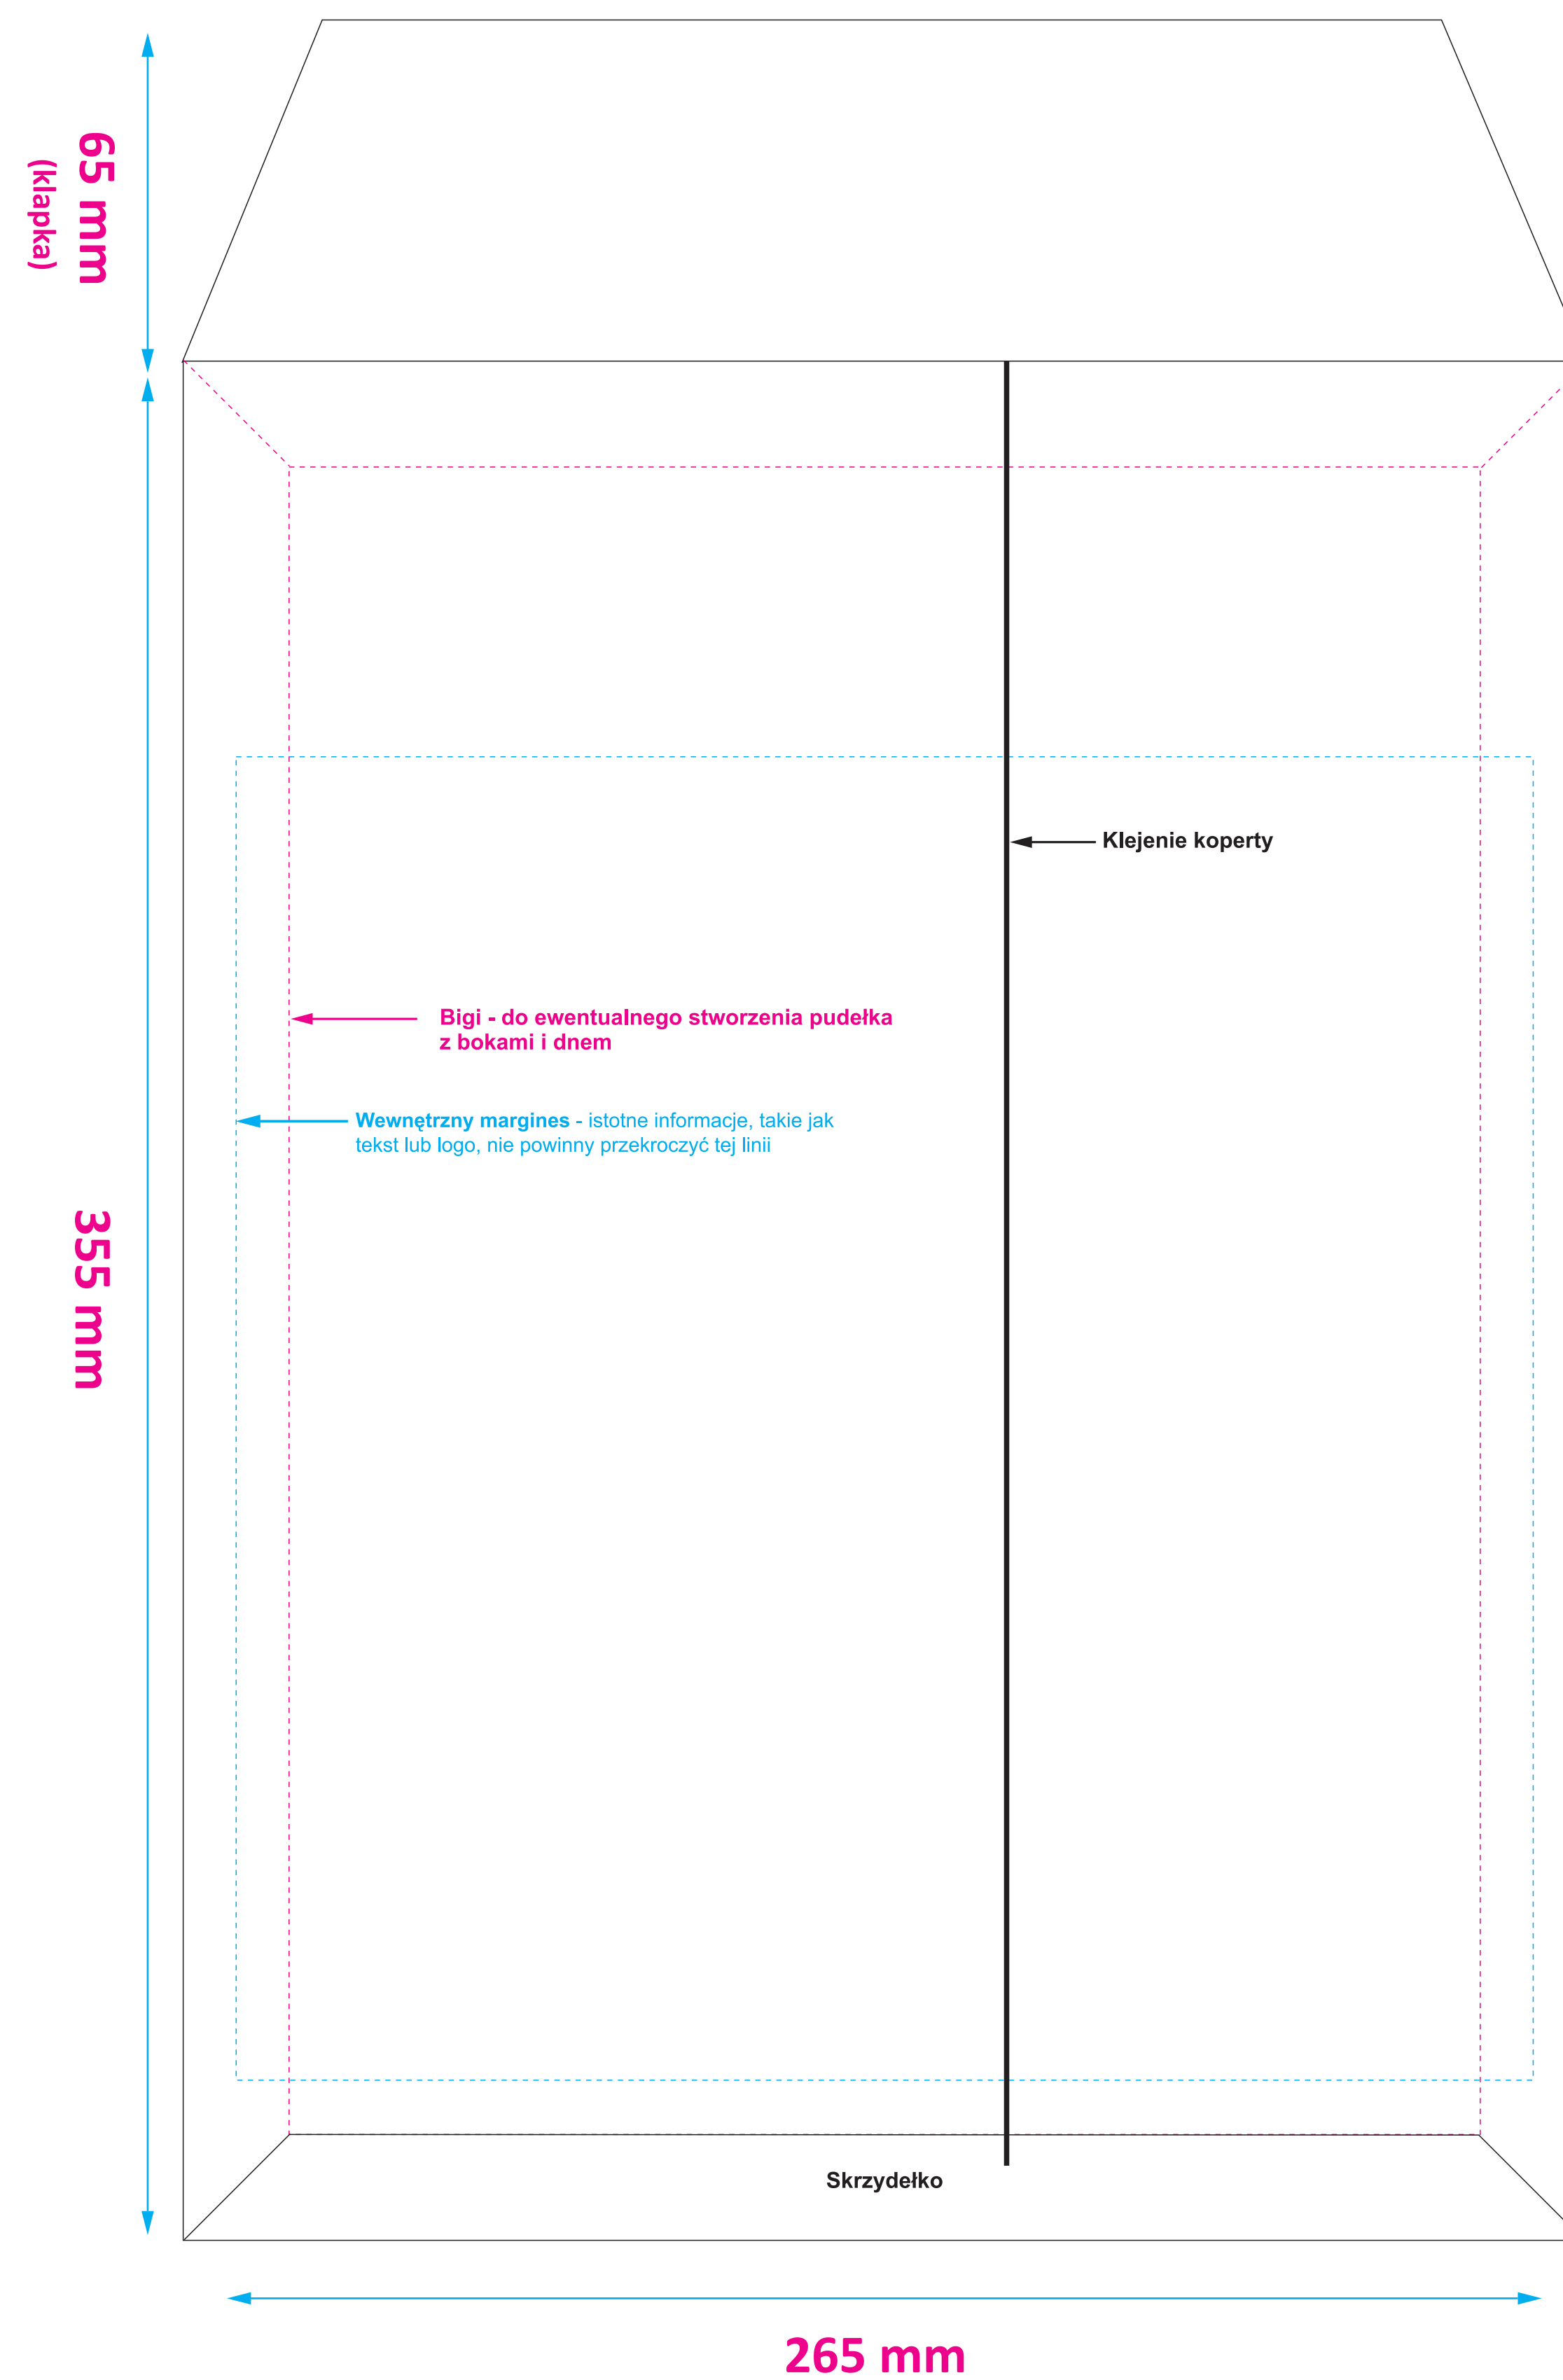 65 mm
(klapka)
Klejenie koperty
Bigi - do ewentualnego stworzenia pudełka
z bokami i dnem
Wewnętrzny margines - istotne informacje, takie jak
tekst lub logo, nie powinny przekroczyć tej linii
355 mm
Skrzydełko
265 mm